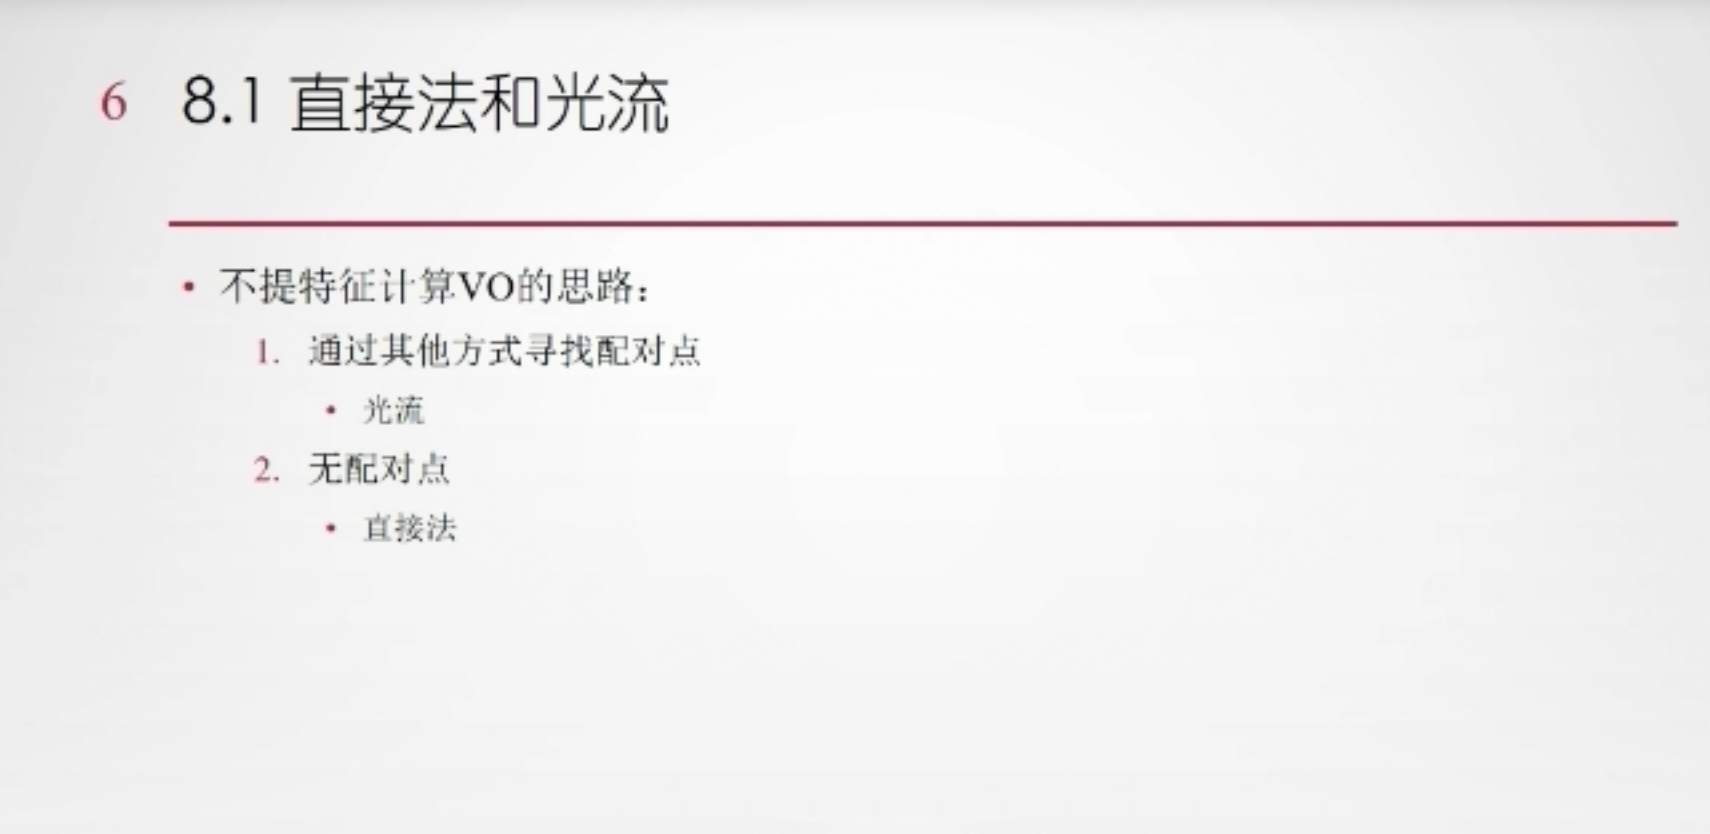 6 8.1 直接法和光流
• 不提特征计算VO的思路：
1. 通过其他方式寻找配对点
• 光流
2. 无配对点
• 直接法